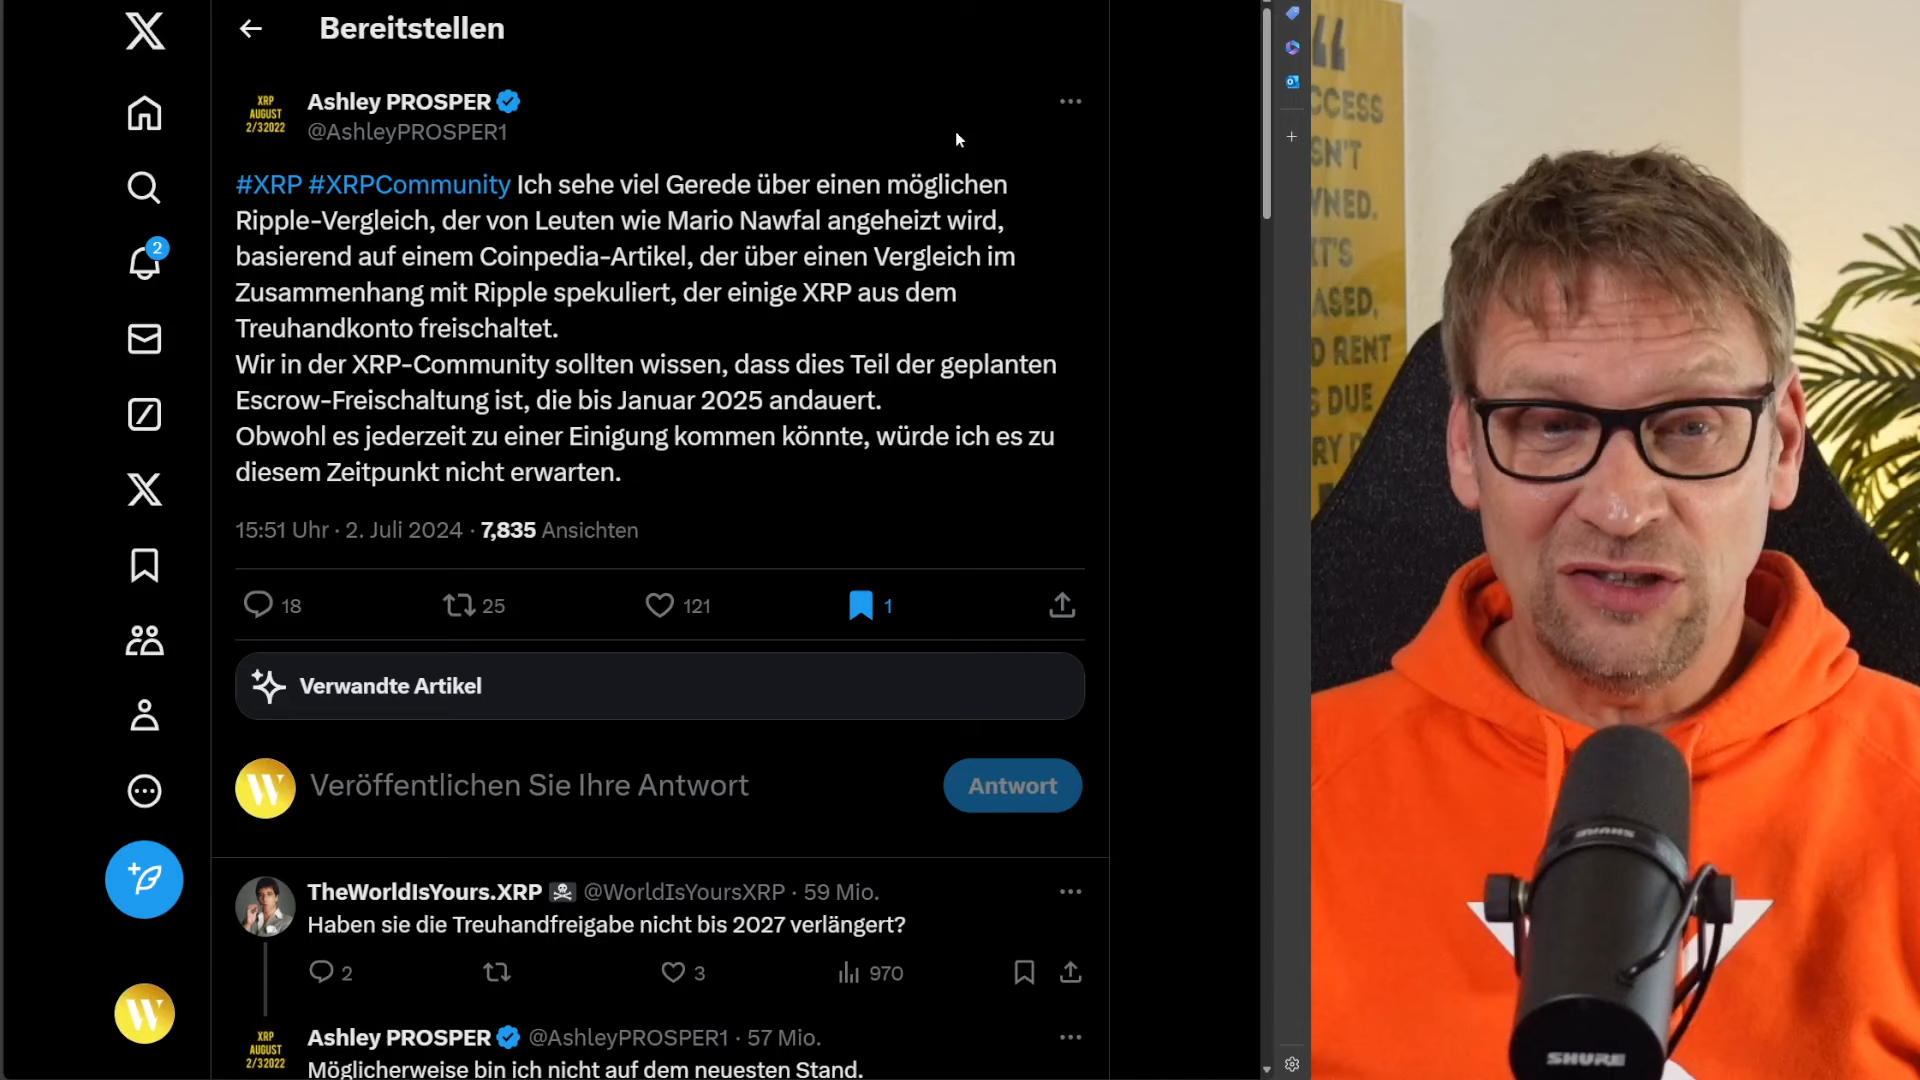 Bereitstellen
XRP
AUGUST
2/32022
Ashley PROSPER
@AshleyPROSPER1
#XRP #XRPCommunity Ich sehe viel Gerede über einen möglichen
Ripple-Vergleich, der von Leuten wie Mario Nawfal angeheizt wird,
basierend auf einem Coinpedia-Artikel, der über einen Vergleich im
Zusammenhang mit Ripple spekuliert, der einige XRP aus dem
Treuhandkonto freischaltet.
Wir in der XRP-Community sollten wissen, dass dies Teil der geplanten
Escrow-Freischaltung ist, die bis Januar 2025 andauert.
Obwohl es jederzeit zu einer Einigung kommen könnte, würde ich es zu
diesem Zeitpunkt nicht erwarten.
15:51 Uhr · 2. Juli 2024 · 7,835 Ansichten
18 25 121 1
Verwandte Artikel
W Veröffentlichen Sie Ihre Antwort Antwort
TheWorldIsYours.XRP @WorldIsYoursXRP · 59 Mio.
Haben sie die Treuhandfreigabe nicht bis 2027 verlängert?
2 3 970
XRP
AUGUST
2/32022
Ashley PROSPER @AshleyPROSPER1 · 57 Mio.
Möglicherweise bin ich nicht auf dem neuesten Stand.
2
W
RENT
DUE
SHURE
SHURE